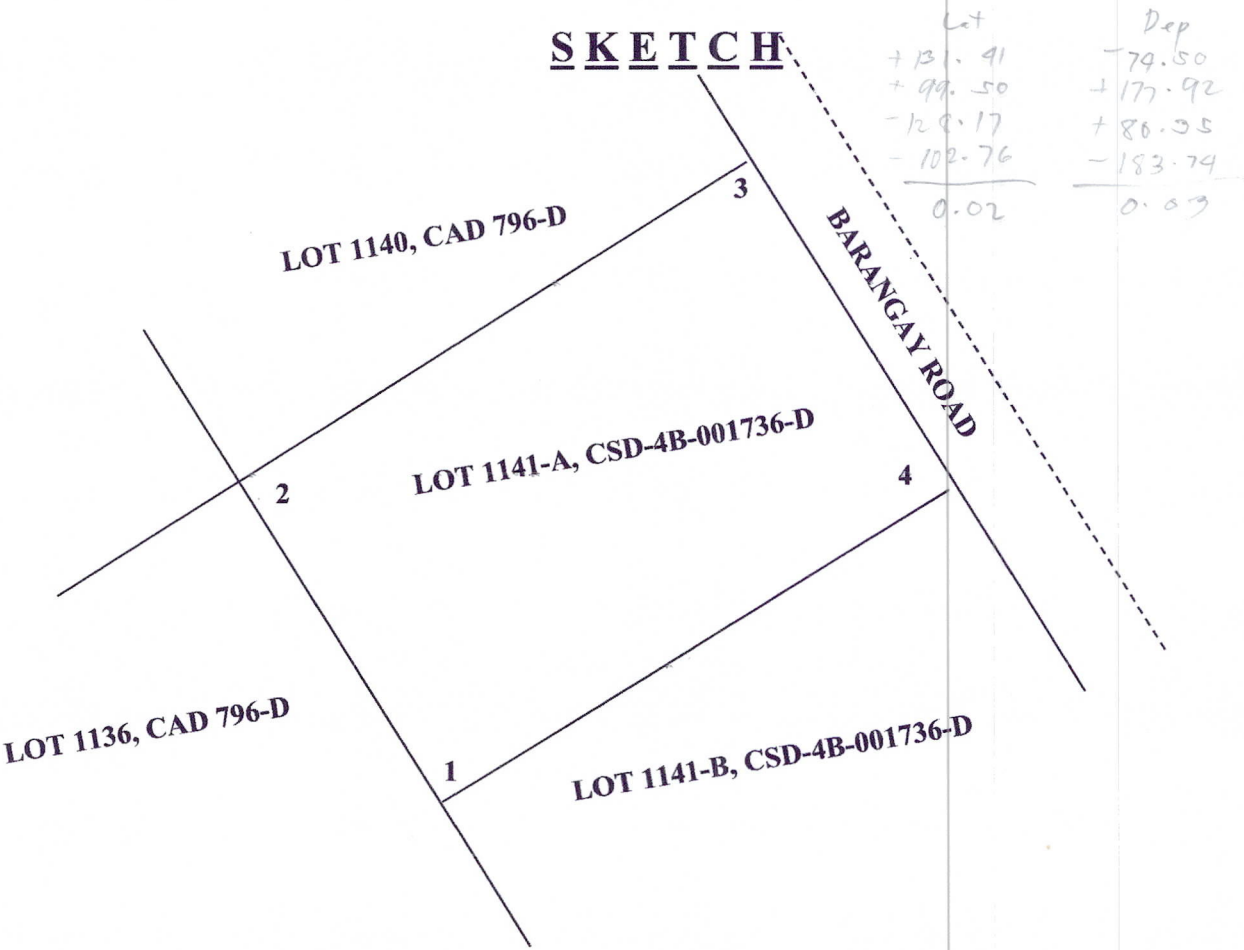 SKETCH
Lat Dep
+ 131.41 - 74.50
+ 99.50 + 177.92
- 128.17 + 80.35
- 102.76 - 183.74
0.02 0.03
3
LOT 1140, CAD 796-D
BARANGAY ROAD
LOT 1141-A, CSD-4B-001736-D
4
2
LOT 1136, CAD 796-D
1
LOT 1141-B, CSD-4B-001736-D